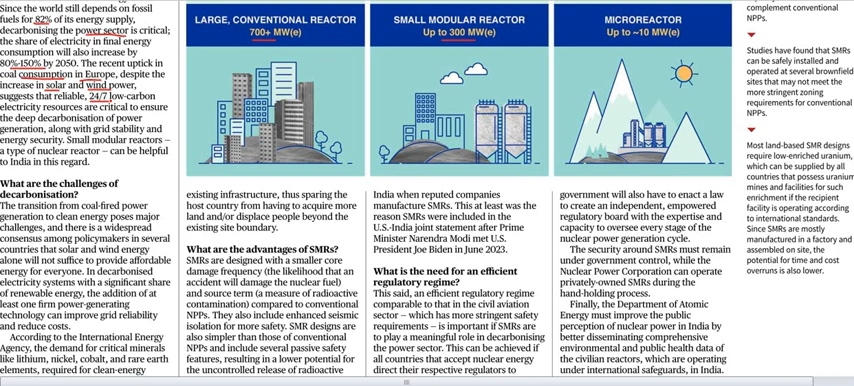 Since the world still depends on fossil
fuels for 82% of its energy supply,
decarbonising the power sector is critical;
the share of electricity in final energy
consumption will also increase by
80%-150% by 2050. The recent uptick in
coal consumption in Europe, despite the
increase in solar and wind power,
suggests that reliable, 24/7 low-carbon
electricity resources are critical to ensure
the deep decarbonisation of power
generation, along with grid stability and
energy security. Small modular reactors –
a type of nuclear reactor – can be helpful
to India in this regard.
What are the challenges of
decarbonisation?
The transition from coal-fired power
generation to clean energy poses major
challenges, and there is a widespread
consensus among policymakers in several
countries that solar and wind energy
alone will not suffice to provide affordable
energy for everyone. In decarbonised
electricity systems with a significant share
of renewable energy, the addition of at
least one firm power-generating
technology can improve grid reliability
and reduce costs.
According to the International Energy
Agency, the demand for critical minerals
like lithium, nickel, cobalt, and rare earth
elements, required for clean-energy
LARGE, CONVENTIONAL REACTOR
700+ MW(e)
SMALL MODULAR REACTOR
Up to 300 MW(e)
MICROREACTOR
Up to ~10 MW(e)
existing infrastructure, thus sparing the
host country from having to acquire more
land and/or displace people beyond the
existing site boundary.
What are the advantages of SMRs?
SMRs are designed with a smaller core
damage frequency (the likelihood that an
accident will damage the nuclear fuel)
and source term (a measure of radioactive
contamination) compared to conventional
NPPs. They also include enhanced seismic
isolation for more safety. SMR designs are
also simpler than those of conventional
NPPs and include several passive safety
features, resulting in a lower potential for
the uncontrolled release of radioactive
India when reputed companies
manufacture SMRs. This at least was the
reason SMRs were included in the
U.S.-India joint statement after Prime
Minister Narendra Modi met U.S.
President Joe Biden in June 2023.
What is the need for an efficient
regulatory regime?
This said, an efficient regulatory regime
comparable to that in the civil aviation
sector – which has more stringent safety
requirements – is important if SMRs are
to play a meaningful role in decarbonising
the power sector. This can be achieved if
all countries that accept nuclear energy
direct their respective regulators to
government will also have to enact a law
to create an independent, empowered
regulatory board with the expertise and
capacity to oversee every stage of the
nuclear power generation cycle.
The security around SMRs must remain
under government control, while the
Nuclear Power Corporation can operate
privately-owned SMRs during the
hand-holding process.
Finally, the Department of Atomic
Energy must improve the public
perception of nuclear power in India by
better disseminating comprehensive
environmental and public health data of
the civilian reactors, which are operating
under international safeguards, in India.
complement conventional
NPPs.
Studies have found that SMRs
can be safely installed and
operated at several brownfield
sites that may not meet the
more stringent zoning
requirements for conventional
NPPs.
Most land-based SMR designs
require low-enriched uranium,
which can be supplied by all
countries that possess uranium
mines and facilities for such
enrichment if the recipient
facility is operating according
to international standards.
Since SMRs are mostly
manufactured in a factory and
assembled on site, the
potential for time and cost
overruns is also lower.